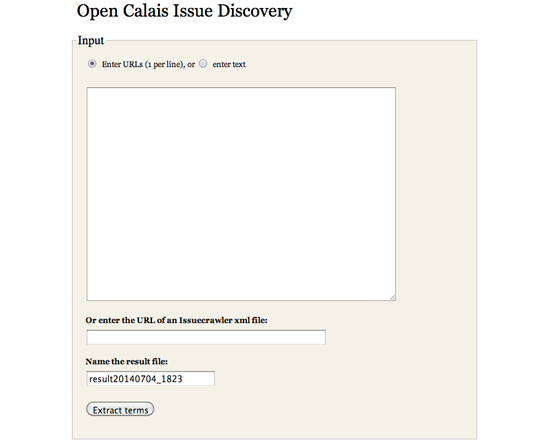 Open Calais Issue Discovery
Input
Enter URLs (1 per line), or enter text
Or enter the URL of an Issuecrawler xml file:
Name the result file:
result20140704_1823
Extract terms